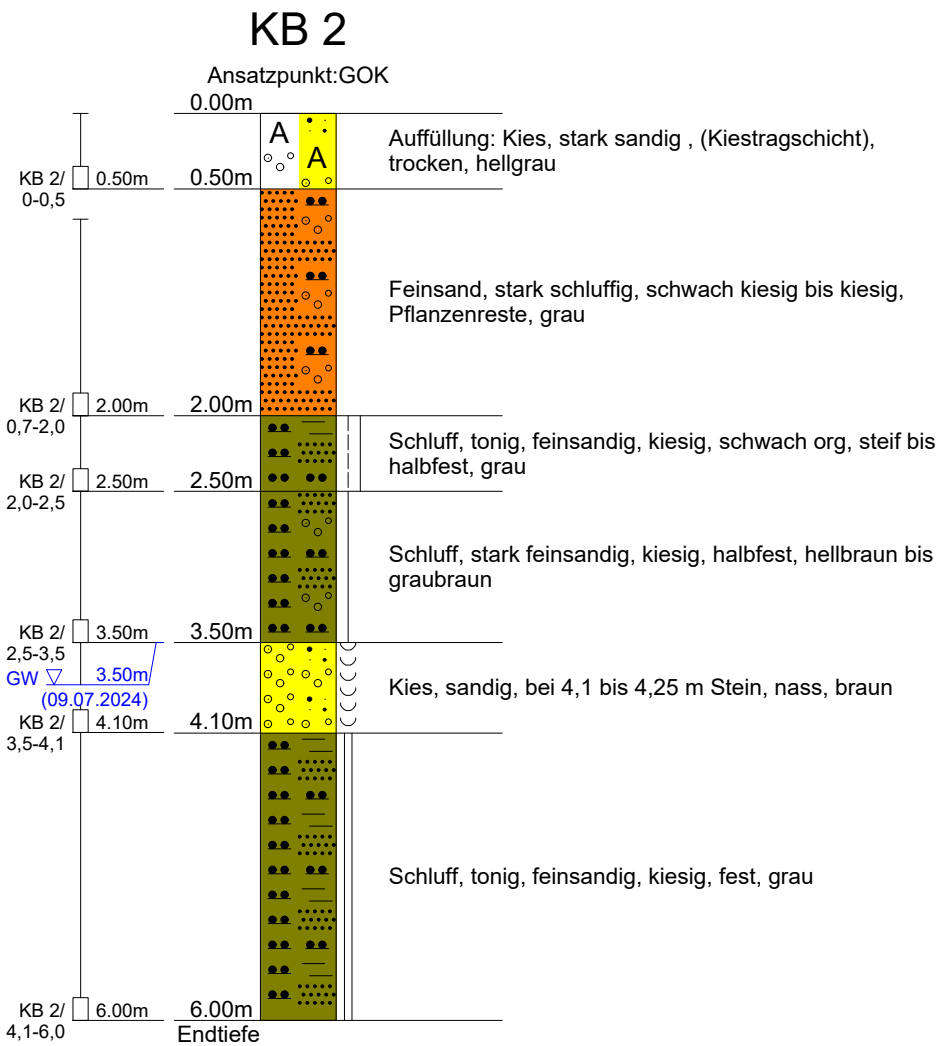 KB 2
Ansatzpunkt:GOK
0.00m
A
A
Auffüllung: Kies, stark sandig , (Kiestragschicht),
trocken, hellgrau
KB 2/ 0.50m
0-0,5
0.50m
Feinsand, stark schluffig, schwach kiesig bis kiesig,
Pflanzenreste, grau
KB 2/ 2.00m
0,7-2,0
2.00m
Schluff, tonig, feinsandig, kiesig, schwach org, steif bis
halbfest, grau
KB 2/ 2.50m
2,0-2,5
2.50m
Schluff, stark feinsandig, kiesig, halbfest, hellbraun bis
graubraun
KB 2/ 3.50m
2,5-3,5
3.50m
GW 3.50m
(09.07.2024)
Kies, sandig, bei 4,1 bis 4,25 m Stein, nass, braun
KB 2/ 4.10m
3,5-4,1
4.10m
Schluff, tonig, feinsandig, kiesig, fest, grau
KB 2/ 6.00m
4,1-6,0
6.00m
Endtiefe